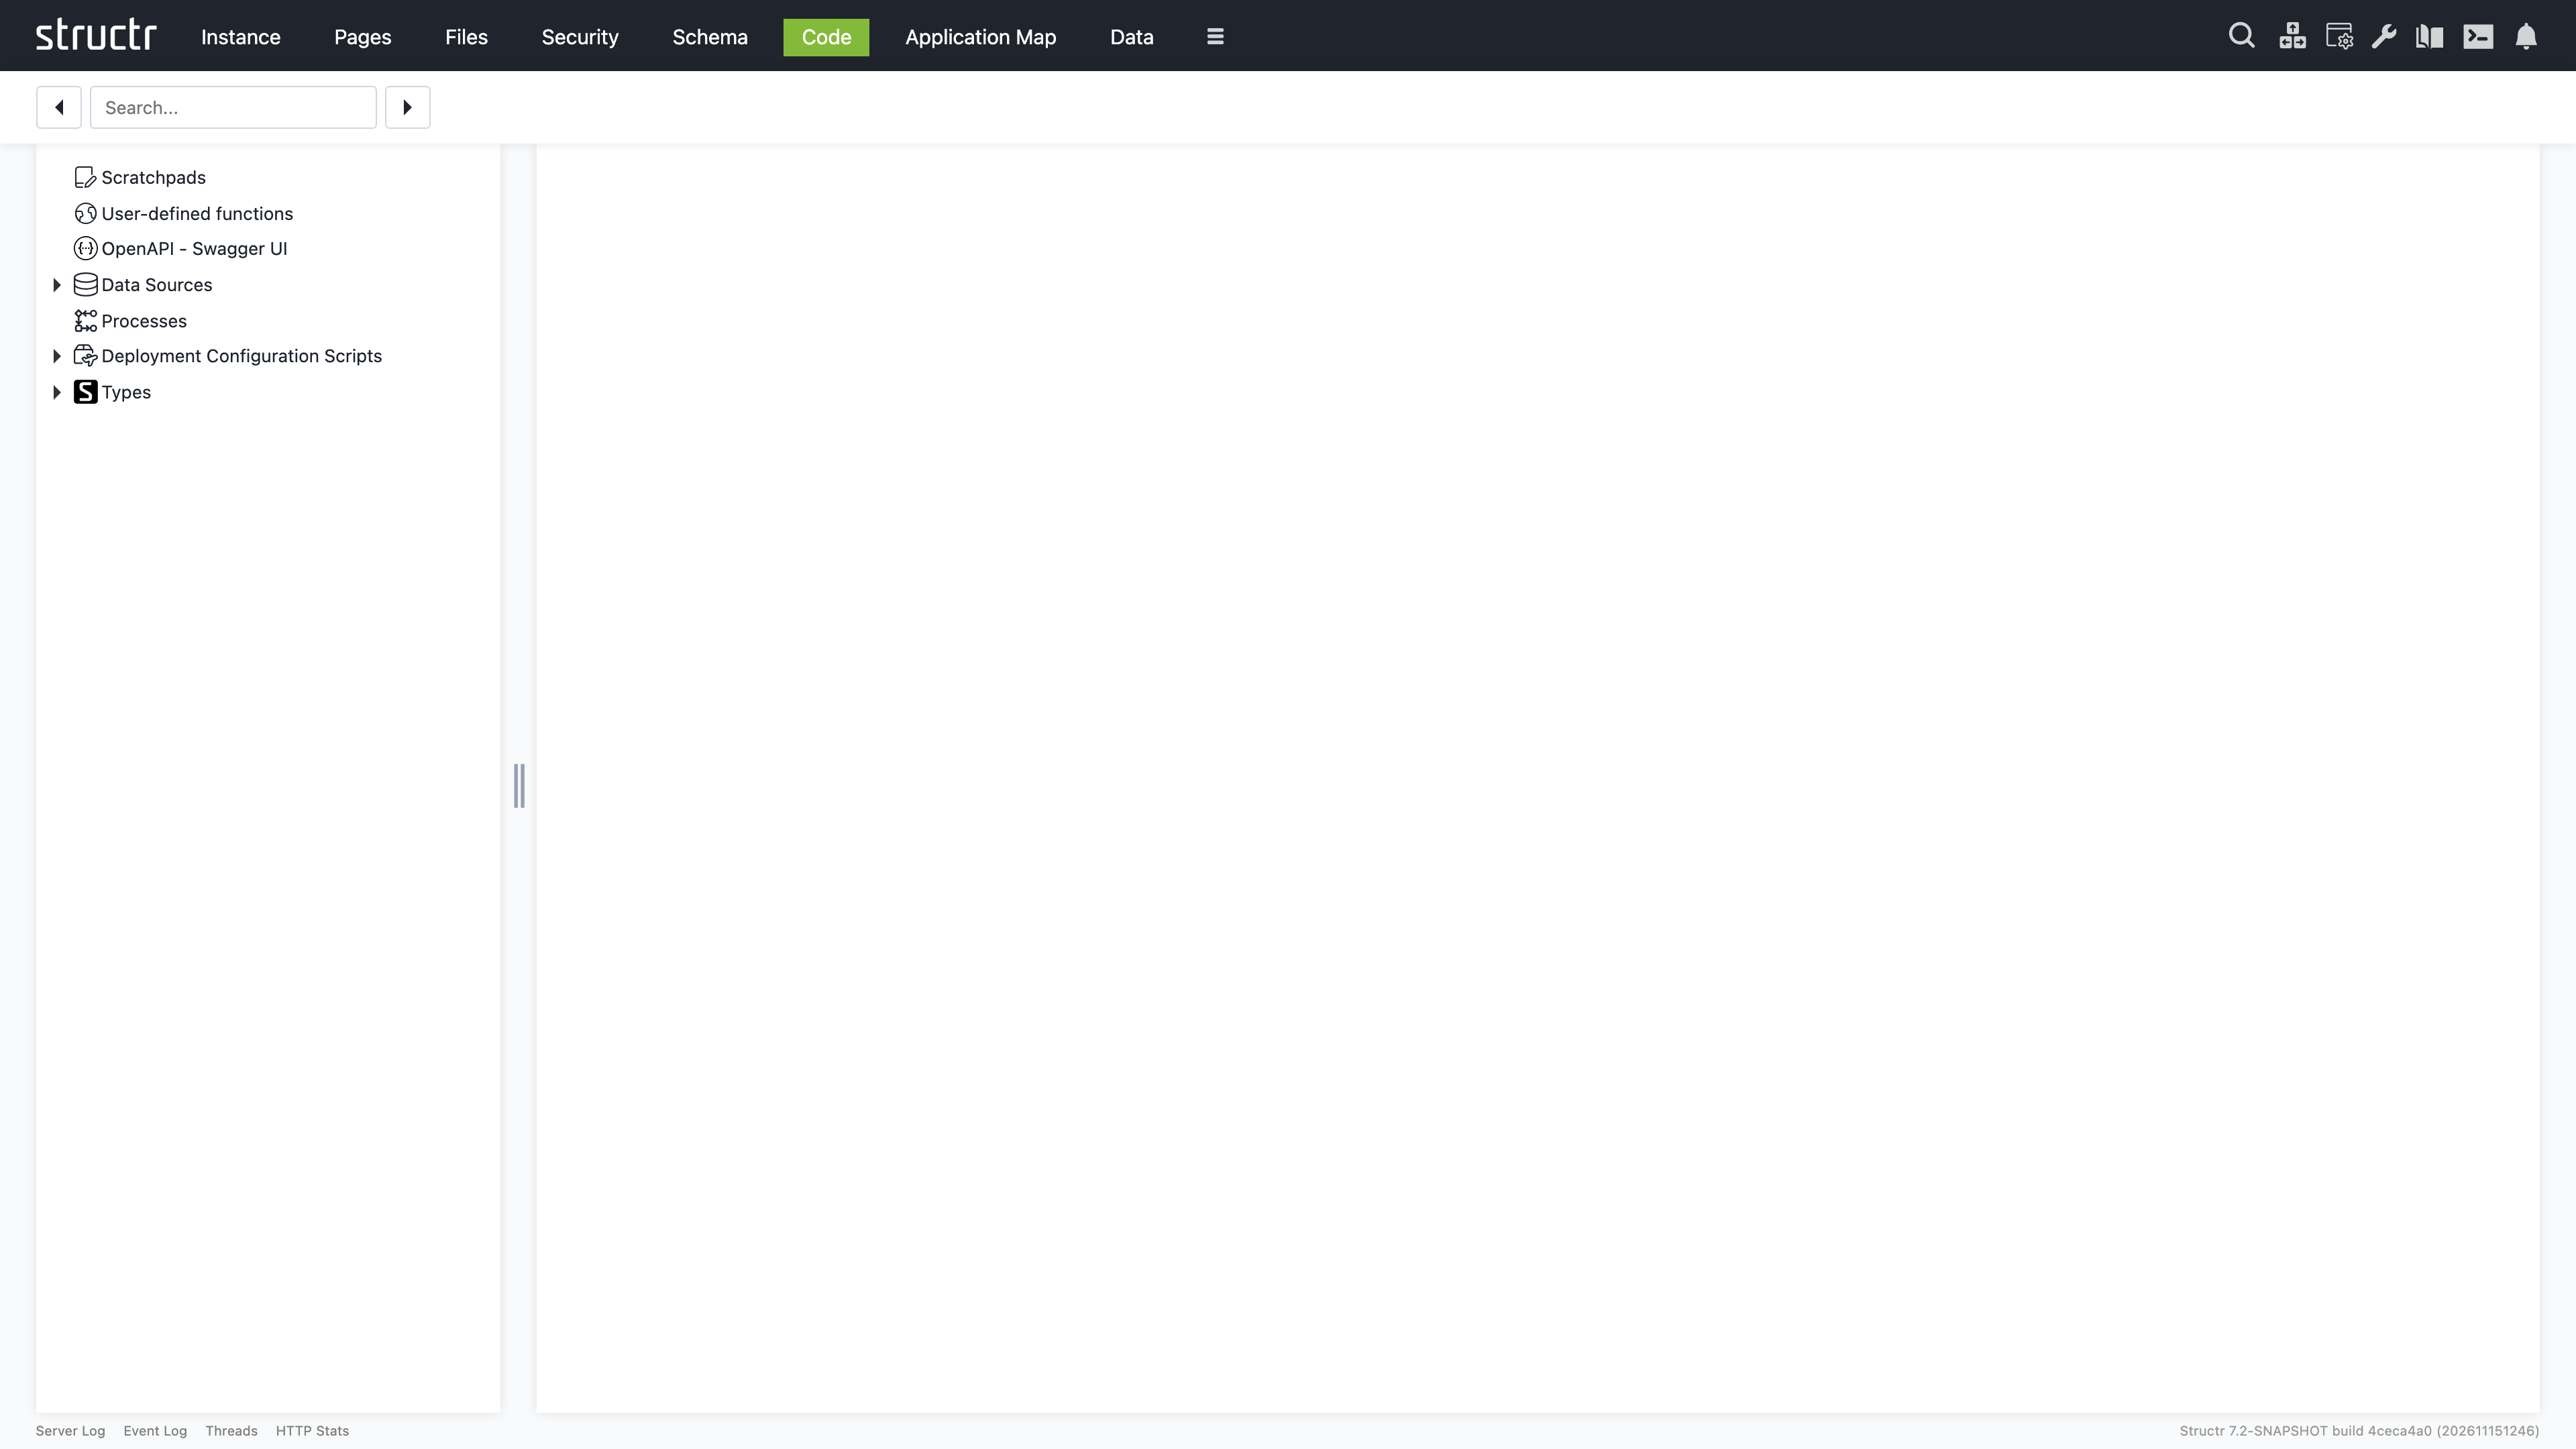 structr Instance Pages Files Security Schema Code Application Map Data
Search...
Scratchpads
User-defined functions
OpenAPI - Swagger UI
Data Sources
Processes
Deployment Configuration Scripts
Types
Server Log Event Log Threads HTTP Stats
Structr 7.2-SNAPSHOT build 4ceca4a0 (202611151246)